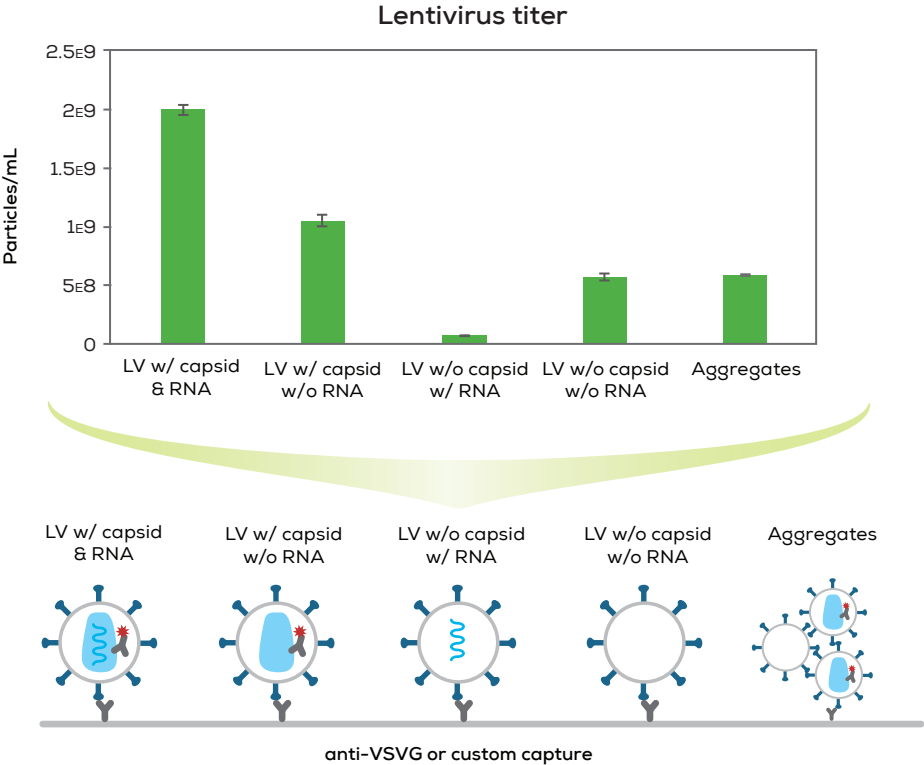 Lentivirus titer
Particles/mL
2.5E9
2E9
1.5E9
1E9
5E8
0
LV w/ capsid
& RNA
LV w/ capsid
w/o RNA
LV w/o capsid
w/ RNA
LV w/o capsid
w/o RNA
Aggregates
LV w/ capsid
& RNA
LV w/ capsid
w/o RNA
LV w/o capsid
w/ RNA
LV w/o capsid
w/o RNA
Aggregates
anti-VSVG or custom capture